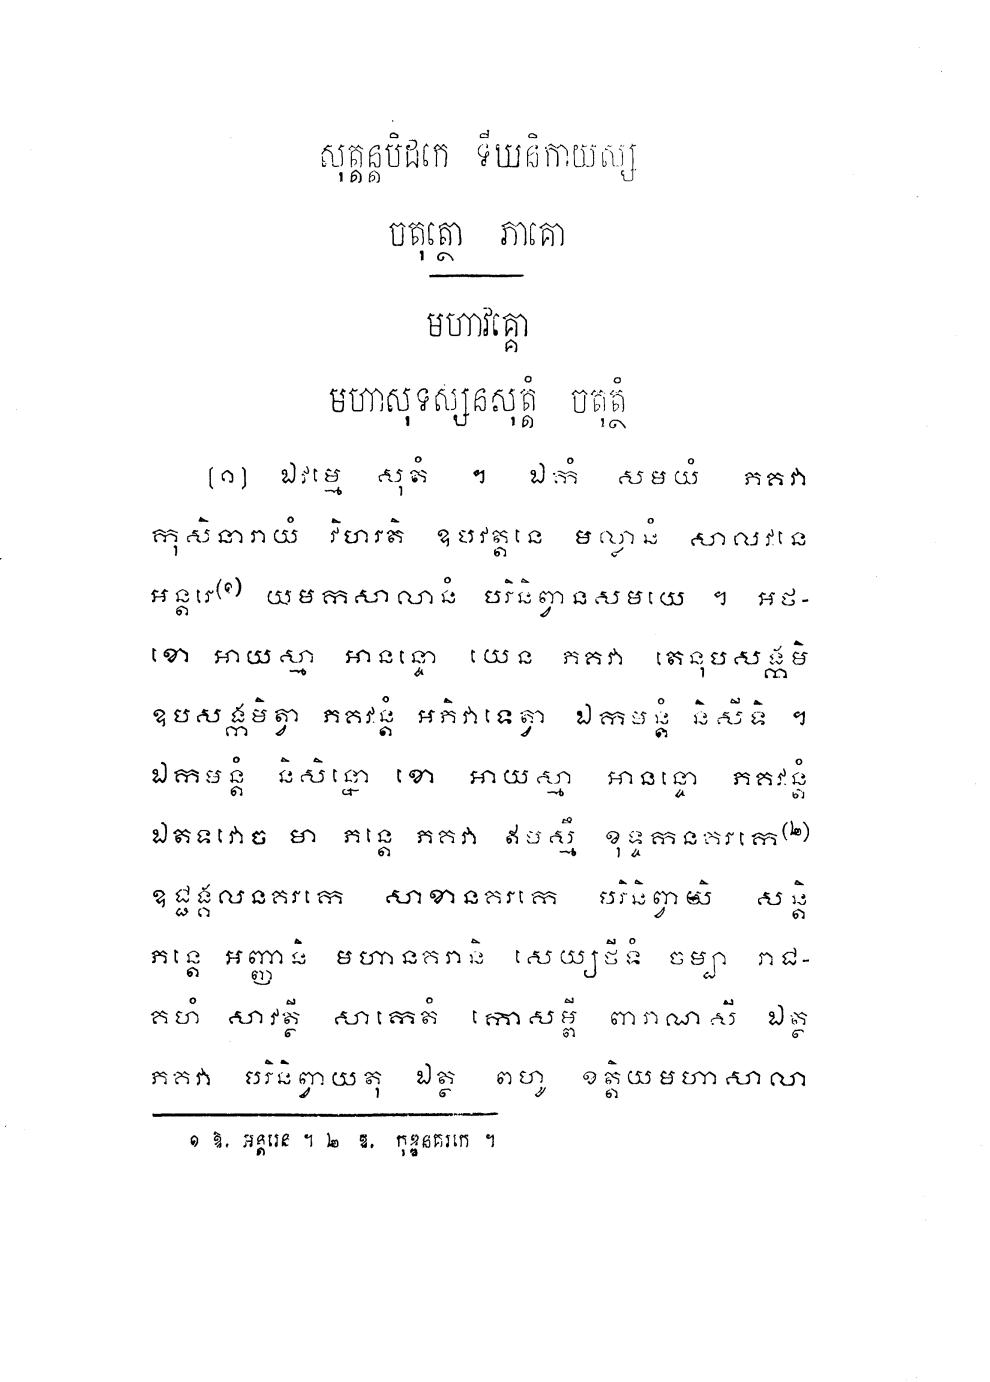 សុត្តន្តបិដកេ ទីឃនិកាយស្ស
ចតុត្ថោ ភាគោ
មហាវគ្គោ
មហាសុទស្សនសុត្តំ ចតុត្ថំ
[១] ឯវម្មេ សុតំ ។ ឯកំ សមយំ ភគវា
កុសិនារាយំ វិហរតិ ឧបវត្តនេ មល្លានំ សាលវនេ
អន្តរេ(១) យមកសាលានំ បរិនិព្វានសមយេ ។ អថ-
ខោ អាយស្មា អានន្ទោ យេន ភគវា តេនុបសង្កមិ
ឧបសង្កមិត្វា ភគវន្តំ អភិវាទេត្វា ឯកមន្តំ និសីទិ ។
ឯកមន្តំ និសិន្នោ ខោ អាយស្មា អានន្ទោ ភគវន្តំ
ឯតទវោច មា ភន្តេ ភគវា ឥមស្មឹ ខុទ្ទកនគរកេ(២)
ឧជ្ជង្គលនគរកេ សាខានគរកេ បរិនិព្វាយិ សន្តិ
ភន្តេ អញ្ញានិ មហានគរានិ សេយ្យថីទំ ចម្បា រាជ-
គហំ សាវត្ថី សាកេតំ កោសម្ពី ពារាណសី ឯត្ថ
ភគវា បរិនិព្វាយតុ ឯត្ថ ពហូ ខត្តិយមហាសាលា
១ ឱ. អន្តរេន ។ ២ ឌ. កុឌ្ឌនគរកេ ។